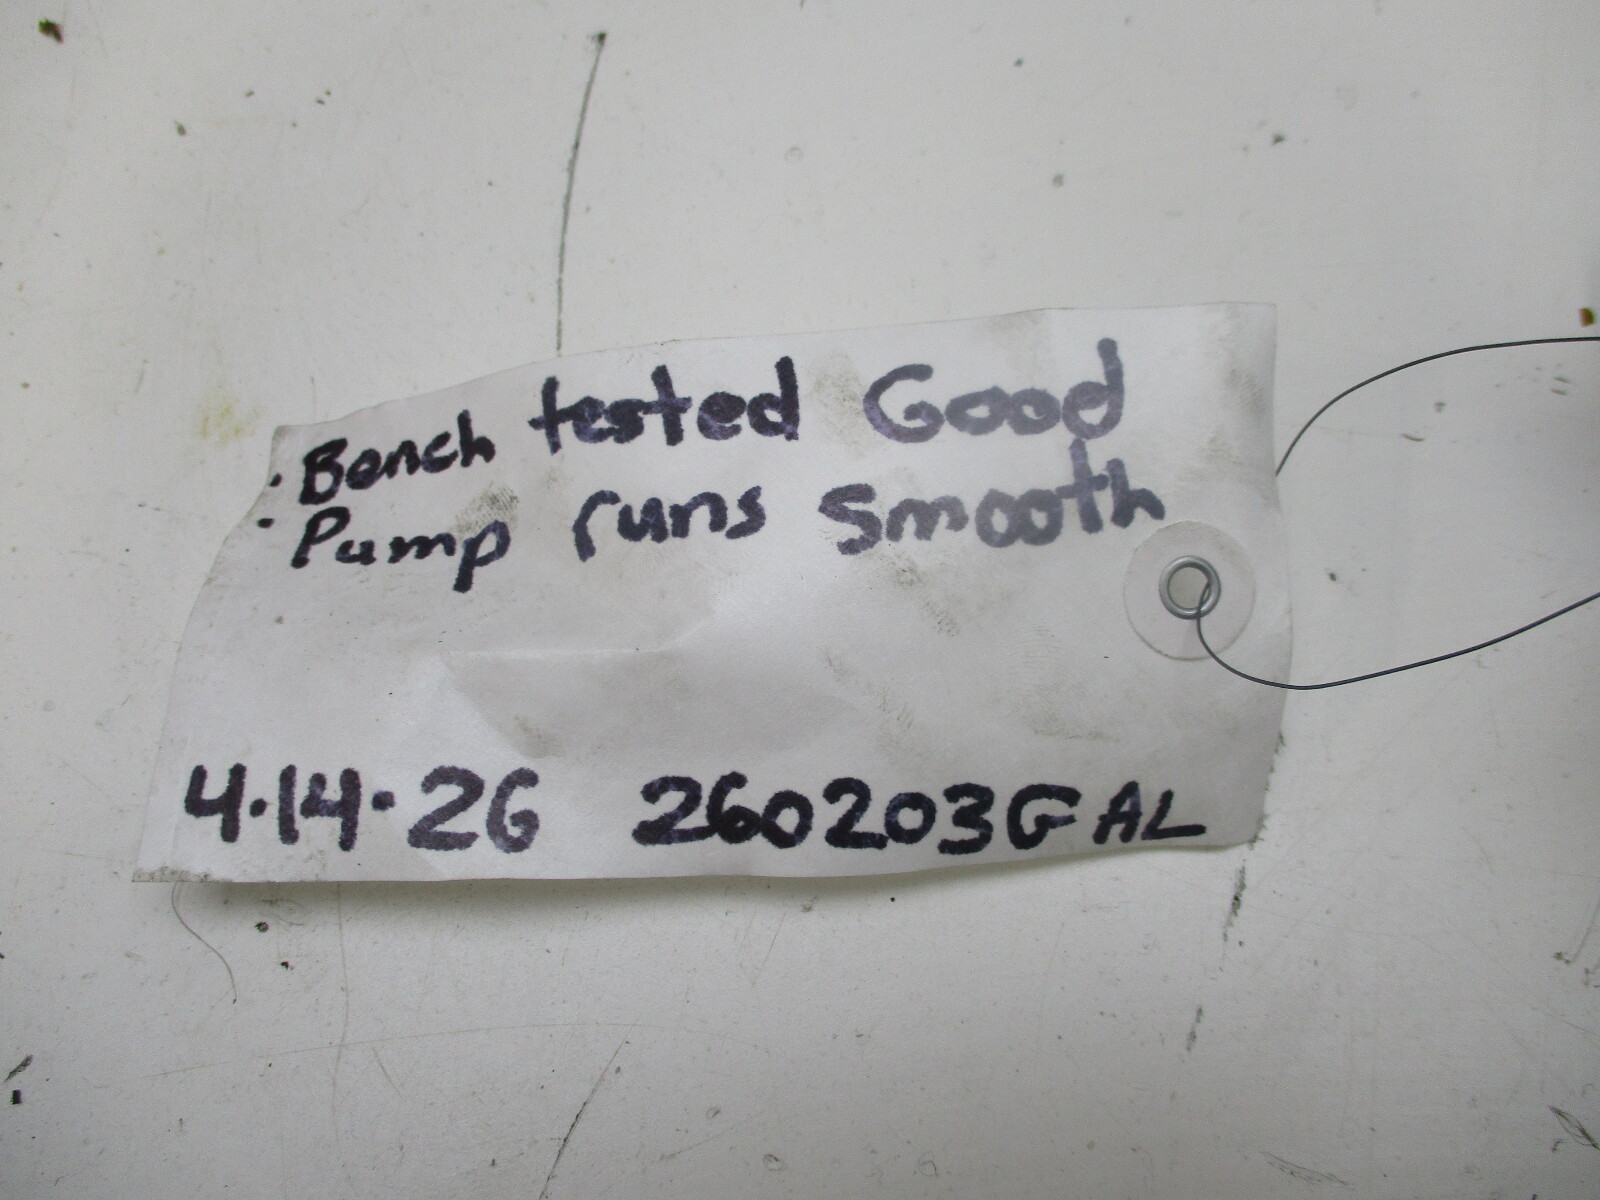 · Bench tested Good
· Pump runs smooth
4·14·26 260203GAL